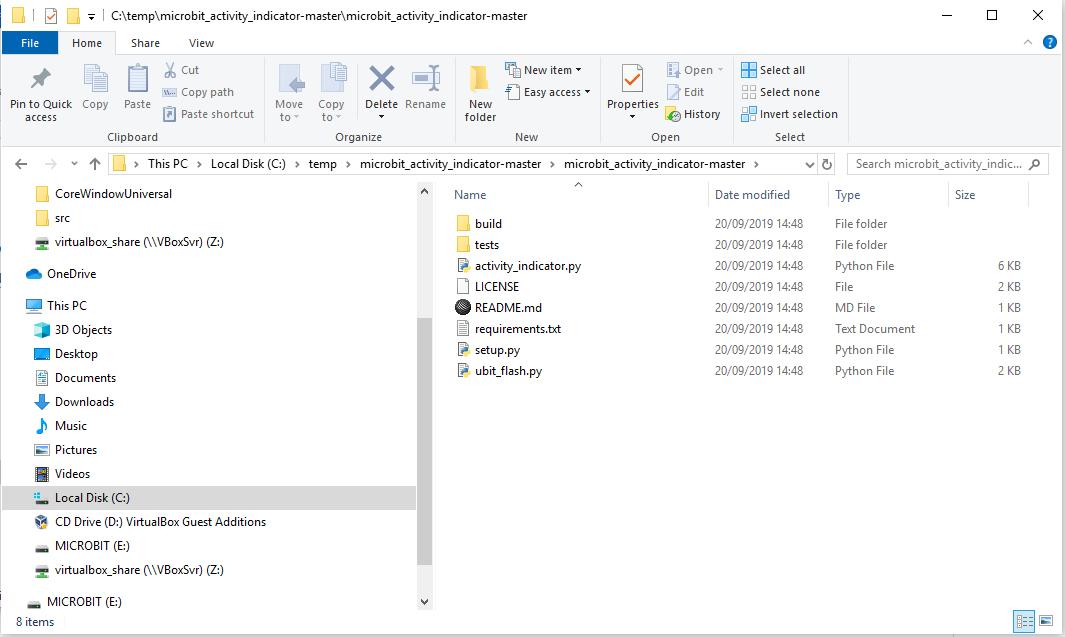 C:\temp\microbit_activity_indicator-master\microbit_activity_indicator-master
File Home Share View
Pin to Quick access
Copy
Paste
Cut
Copy path
Paste shortcut
Clipboard
Move to
Copy to
Delete
Rename
Organize
New folder
New item
Easy access
New
Properties
Open
Edit
History
Open
Select all
Select none
Invert selection
Select
This PC > Local Disk (C:) > temp > microbit_activity_indicator-master > microbit_activity_indicator-master >
Search microbit_activity_indic...
CoreWindowUniversal
src
virtualbox_share (\\VBoxSvr) (Z:)
OneDrive
This PC
3D Objects
Desktop
Documents
Downloads
Music
Pictures
Videos
Local Disk (C:)
CD Drive (D:) VirtualBox Guest Additions
MICROBIT (E:)
virtualbox_share (\\VBoxSvr) (Z:)
MICROBIT (E:)
Name Date modified Type Size
build 20/09/2019 14:48 File folder
tests 20/09/2019 14:48 File folder
activity_indicator.py 20/09/2019 14:48 Python File 6 KB
LICENSE 20/09/2019 14:48 File 2 KB
README.md 20/09/2019 14:48 MD File 1 KB
requirements.txt 20/09/2019 14:48 Text Document 1 KB
setup.py 20/09/2019 14:48 Python File 1 KB
ubit_flash.py 20/09/2019 14:48 Python File 2 KB
8 items